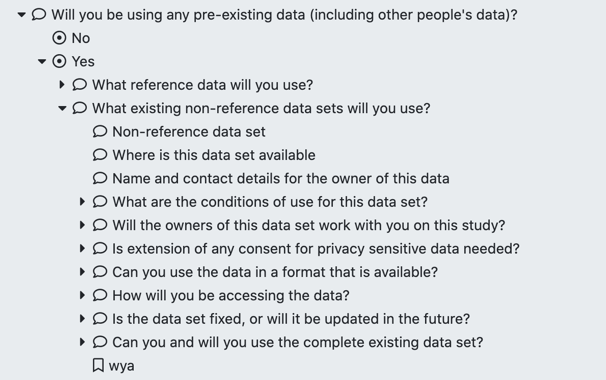 Will you be using any pre-existing data (including other people's data)?
No
Yes
What reference data will you use?
What existing non-reference data sets will you use?
Non-reference data set
Where is this data set available
Name and contact details for the owner of this data
What are the conditions of use for this data set?
Will the owners of this data set work with you on this study?
Is extension of any consent for privacy sensitive data needed?
Can you use the data in a format that is available?
How will you be accessing the data?
Is the data set fixed, or will it be updated in the future?
Can you and will you use the complete existing data set?
wya